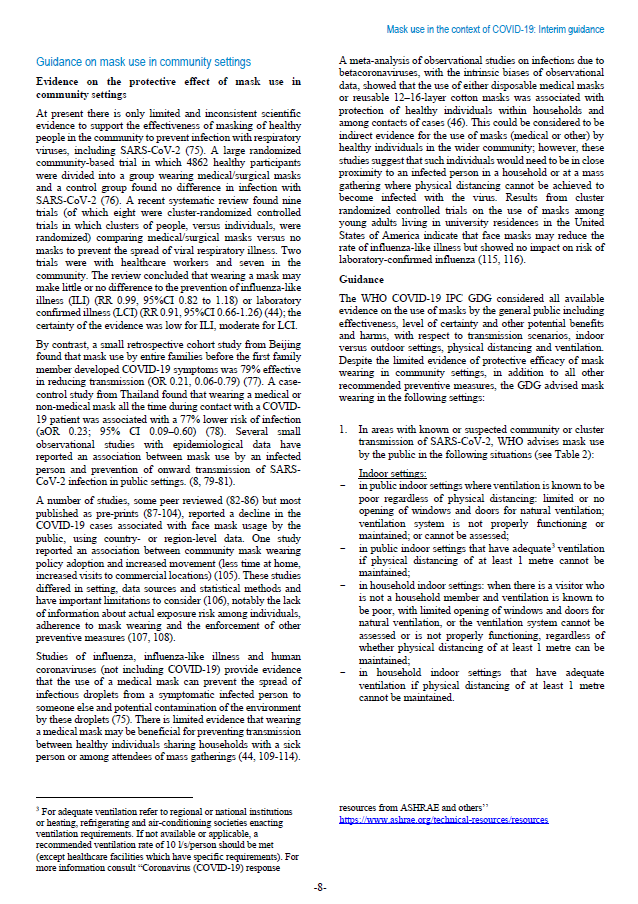 Mask use in the context of COVID-19: Interim guidance
Guidance on mask use in community settings
Evidence on the protective effect of mask use in
community settings
At present there is only limited and inconsistent scientific
evidence to support the effectiveness of masking of healthy
people in the community to prevent infection with respiratory
viruses, including SARS-CoV-2 (75). A large randomized
community-based trial in which 4862 healthy participants
were divided into a group wearing medical/surgical masks
and a control group found no difference in infection with
SARS-CoV-2 (76). A recent systematic review found nine
trials (of which eight were cluster-randomized controlled
trials in which clusters of people, versus individuals, were
randomized) comparing medical/surgical masks versus no
masks to prevent the spread of viral respiratory illness. Two
trials were with healthcare workers and seven in the
community. The review concluded that wearing a mask may
make little or no difference to the prevention of influenza-like
illness (ILI) (RR 0.99, 95%CI 0.82 to 1.18) or laboratory
confirmed illness (LCI) (RR 0.91, 95%CI 0.66-1.26) (44); the
certainty of the evidence was low for ILI, moderate for LCI.
By contrast, a small retrospective cohort study from Beijing
found that mask use by entire families before the first family
member developed COVID-19 symptoms was 79% effective
in reducing transmission (OR 0.21, 0.06-0.79) (77). A case-
control study from Thailand found that wearing a medical or
non-medical mask all the time during contact with a COVID-
19 patient was associated with a 77% lower risk of infection
(aOR 0.23; 95% CI 0.09–0.60) (78). Several small
observational studies with epidemiological data have
reported an association between mask use by an infected
person and prevention of onward transmission of SARS-
CoV-2 infection in public settings. (8, 79-81).
A number of studies, some peer reviewed (82-86) but most
published as pre-prints (87-104), reported a decline in the
COVID-19 cases associated with face mask usage by the
public, using country- or region-level data. One study
reported an association between community mask wearing
policy adoption and increased movement (less time at home,
increased visits to commercial locations) (105). These studies
differed in setting, data sources and statistical methods and
have important limitations to consider (106), notably the lack
of information about actual exposure risk among individuals,
adherence to mask wearing and the enforcement of other
preventive measures (107, 108).
Studies of influenza, influenza-like illness and human
coronaviruses (not including COVID-19) provide evidence
that the use of a medical mask can prevent the spread of
infectious droplets from a symptomatic infected person to
someone else and potential contamination of the environment
by these droplets (75). There is limited evidence that wearing
a medical mask may be beneficial for preventing transmission
between healthy individuals sharing households with a sick
person or among attendees of mass gatherings (44, 109-114).
A meta-analysis of observational studies on infections due to
betacoronaviruses, with the intrinsic biases of observational
data, showed that the use of either disposable medical masks
or reusable 12–16-layer cotton masks was associated with
protection of healthy individuals within households and
among contacts of cases (46). This could be considered to be
indirect evidence for the use of masks (medical or other) by
healthy individuals in the wider community; however, these
studies suggest that such individuals would need to be in close
proximity to an infected person in a household or at a mass
gathering where physical distancing cannot be achieved to
become infected with the virus. Results from cluster
randomized controlled trials on the use of masks among
young adults living in university residences in the United
States of America indicate that face masks may reduce the
rate of influenza-like illness but showed no impact on risk of
laboratory-confirmed influenza (115, 116).
Guidance
The WHO COVID-19 IPC GDG considered all available
evidence on the use of masks by the general public including
effectiveness, level of certainty and other potential benefits
and harms, with respect to transmission scenarios, indoor
versus outdoor settings, physical distancing and ventilation.
Despite the limited evidence of protective efficacy of mask
wearing in community settings, in addition to all other
recommended preventive measures, the GDG advised mask
wearing in the following settings:
1. In areas with known or suspected community or cluster
transmission of SARS-CoV-2, WHO advises mask use
by the public in the following situations (see Table 2):
Indoor settings:
– in public indoor settings where ventilation is known to be
poor regardless of physical distancing: limited or no
opening of windows and doors for natural ventilation;
ventilation system is not properly functioning or
maintained; or cannot be assessed;
– in public indoor settings that have adequate³ ventilation
if physical distancing of at least 1 metre cannot be
maintained;
– in household indoor settings: when there is a visitor who
is not a household member and ventilation is known to
be poor, with limited opening of windows and doors for
natural ventilation, or the ventilation system cannot be
assessed or is not properly functioning, regardless of
whether physical distancing of at least 1 metre can be
maintained;
– in household indoor settings that have adequate
ventilation if physical distancing of at least 1 metre
cannot be maintained.
³ For adequate ventilation refer to regional or national institutions
or heating, refrigerating and air-conditioning societies enacting
ventilation requirements. If not available or applicable, a
recommended ventilation rate of 10 l/s/person should be met
(except healthcare facilities which have specific requirements). For
more information consult “Coronavirus (COVID-19) response
resources from ASHRAE and others’’
https://www.ashrae.org/technical-resources/resources
-8-